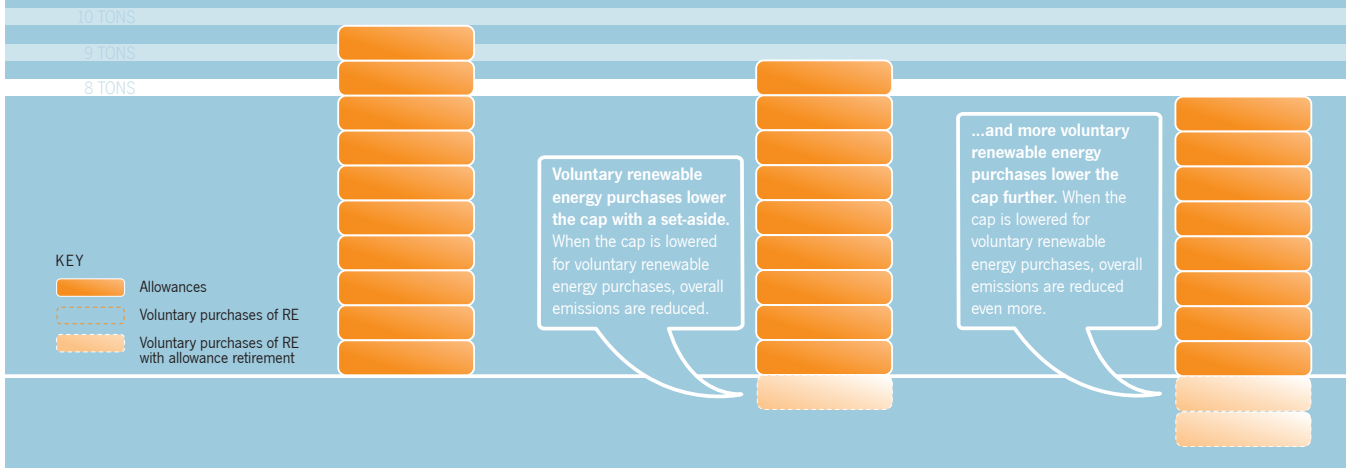 10 TONS
9 TONS
8 TONS
Voluntary renewable
energy purchases lower
the cap with a set-aside.
When the cap is lowered
for voluntary renewable
energy purchases, overall
emissions are reduced.
...and more voluntary
renewable energy
purchases lower the
cap further. When the
cap is lowered for
voluntary renewable
energy purchases, overall
emissions are reduced
even more.
KEY
Allowances
Voluntary purchases of RE
Voluntary purchases of RE
with allowance retirement